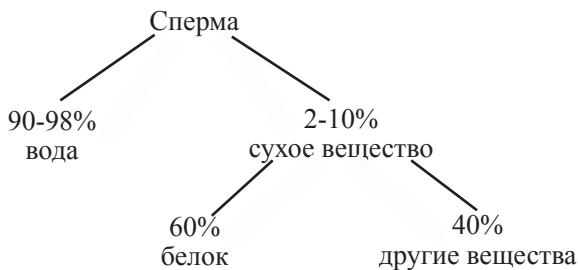 Сперма
90-98%
вода
2-10%
сухое вещество
60%
белок
40%
другие вещества